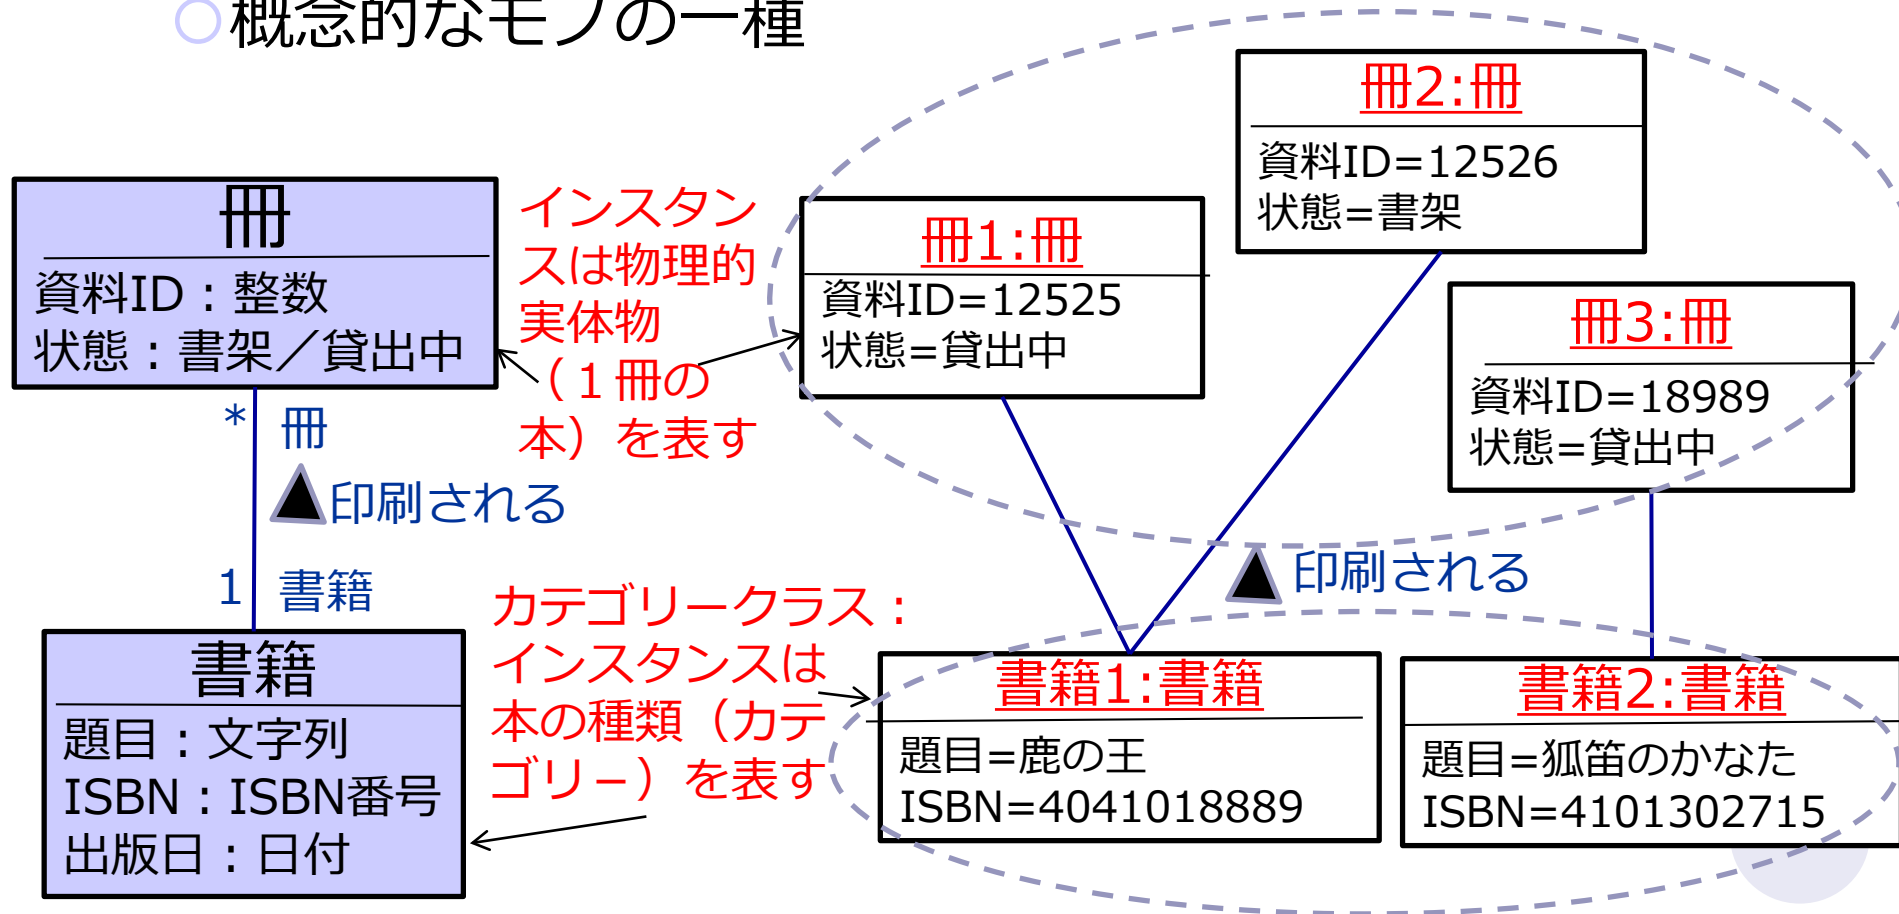 概念的なモノの一種
冊
資料ID：整数
状態：書架／貸出中
インスタン
スは物理的
実体物
（１冊の
本）を表す
冊1:冊
資料ID=12525
状態=貸出中
冊2:冊
資料ID=12526
状態=書架
冊3:冊
資料ID=18989
状態=貸出中
* 冊
▲印刷される
1 書籍
書籍
題目：文字列
ISBN：ISBN番号
出版日：日付
カテゴリークラス：
インスタンスは
本の種類（カテ
ゴリ－）を表す
▲印刷される
書籍1:書籍
題目=鹿の王
ISBN=4041018889
書籍2:書籍
題目=狐笛のかなた
ISBN=4101302715